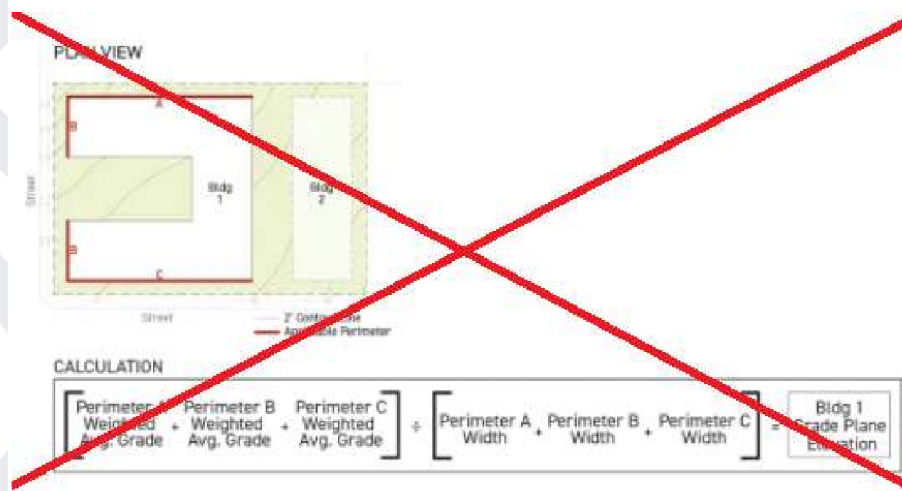 PLAN VIEW
A
B
Street
Bldg
1
Bldg
2
B
C
Street
2' Contour Line
Applicable Perimeter
CALCULATION
Perimeter A Weighted Avg. Grade + Perimeter B Weighted Avg. Grade + Perimeter C Weighted Avg. Grade ÷ Perimeter A Width + Perimeter B Width + Perimeter C Width = Bldg 1 Grade Plane Elevation